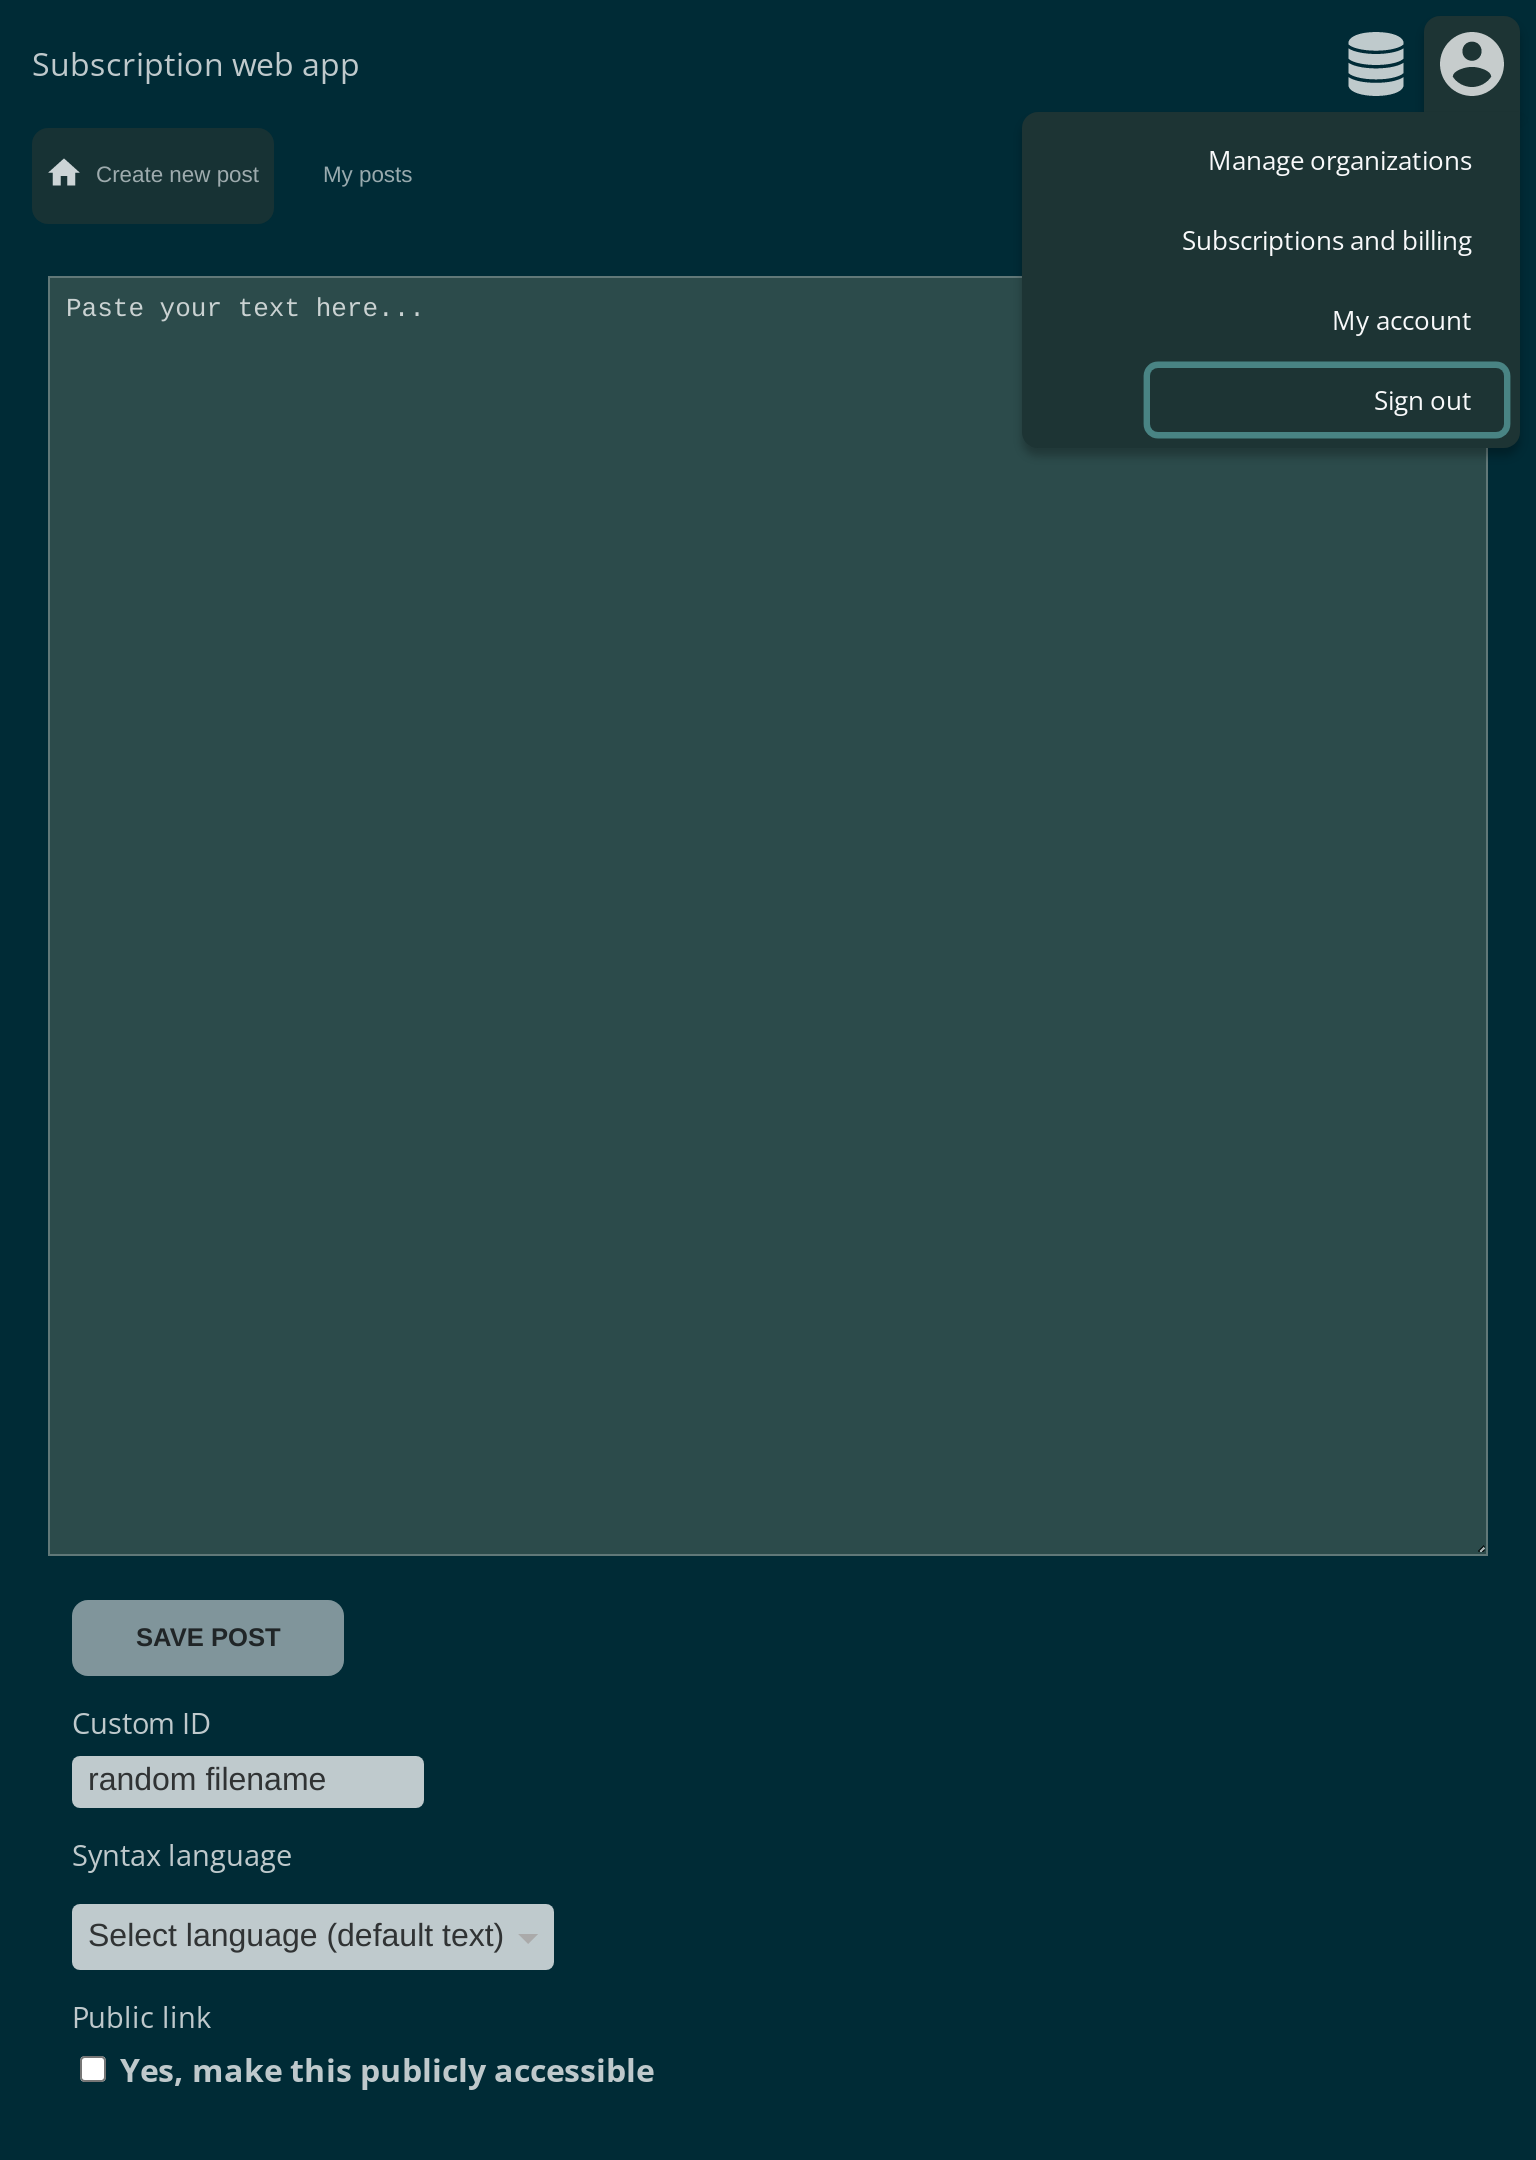 Subscription web app
Create new post
My posts
Manage organizations
Subscriptions and billing
My account
Sign out
Paste your text here...
SAVE POST
Custom ID
random filename
Syntax language
Select language (default text)
Public link
Yes, make this publicly accessible